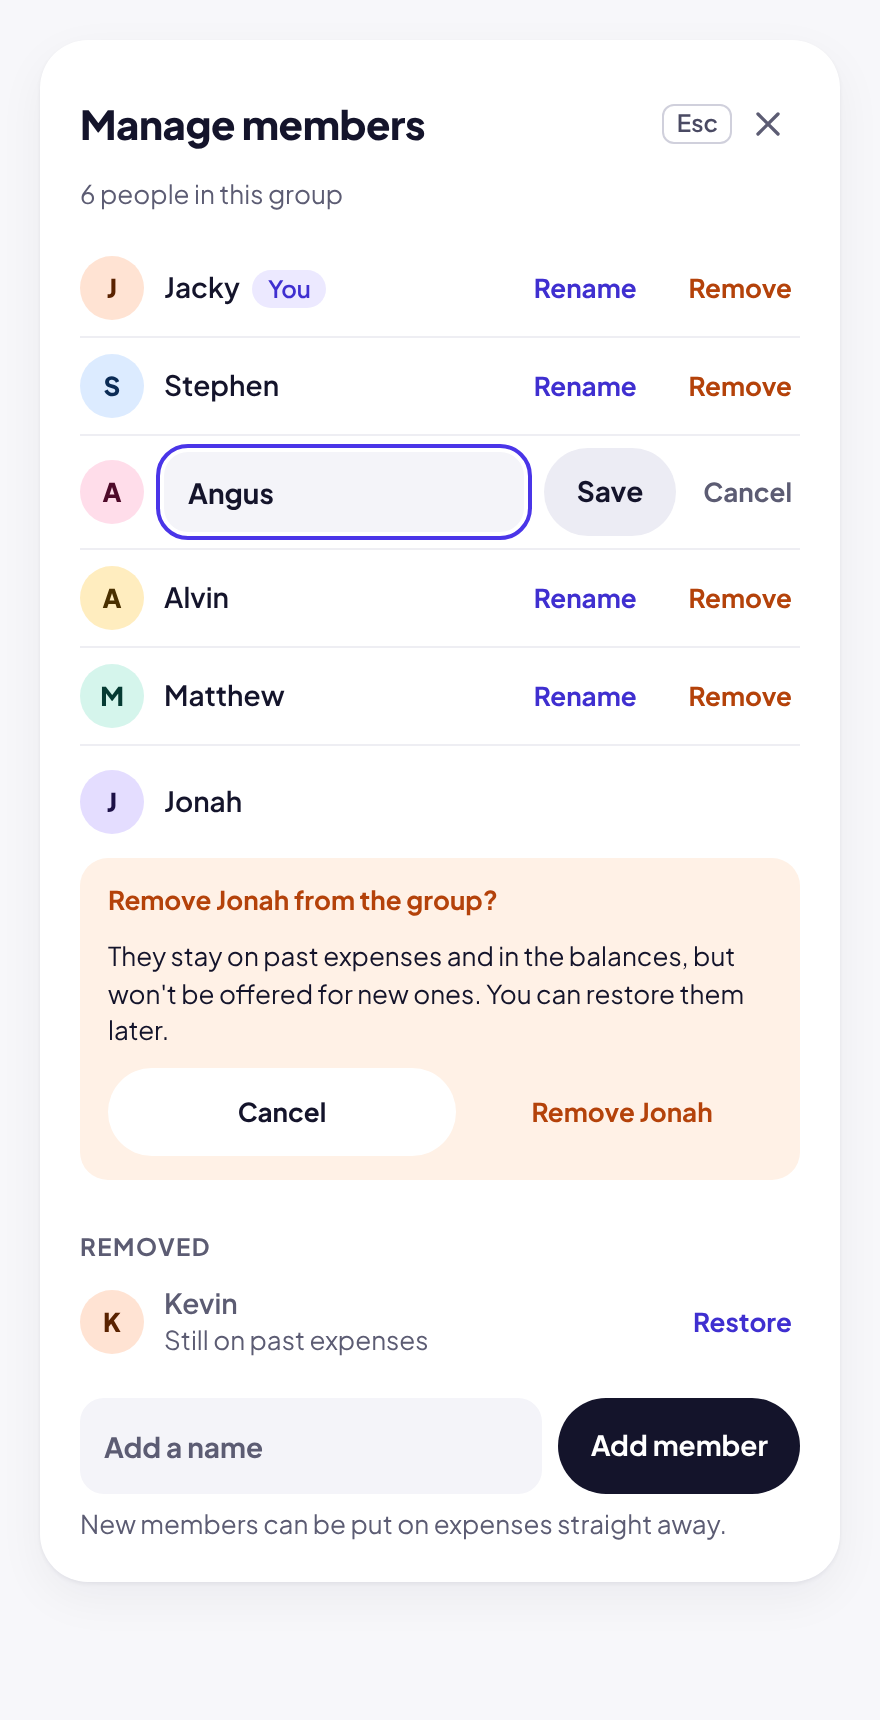 Manage members Esc
6 people in this group
J Jacky You Rename Remove
S Stephen Rename Remove
A Angus Save Cancel
A Alvin Rename Remove
M Matthew Rename Remove
J Jonah
Remove Jonah from the group?
They stay on past expenses and in the balances, but
won't be offered for new ones. You can restore them
later.
Cancel Remove Jonah
REMOVED
K Kevin Restore
Still on past expenses
Add a name Add member
New members can be put on expenses straight away.